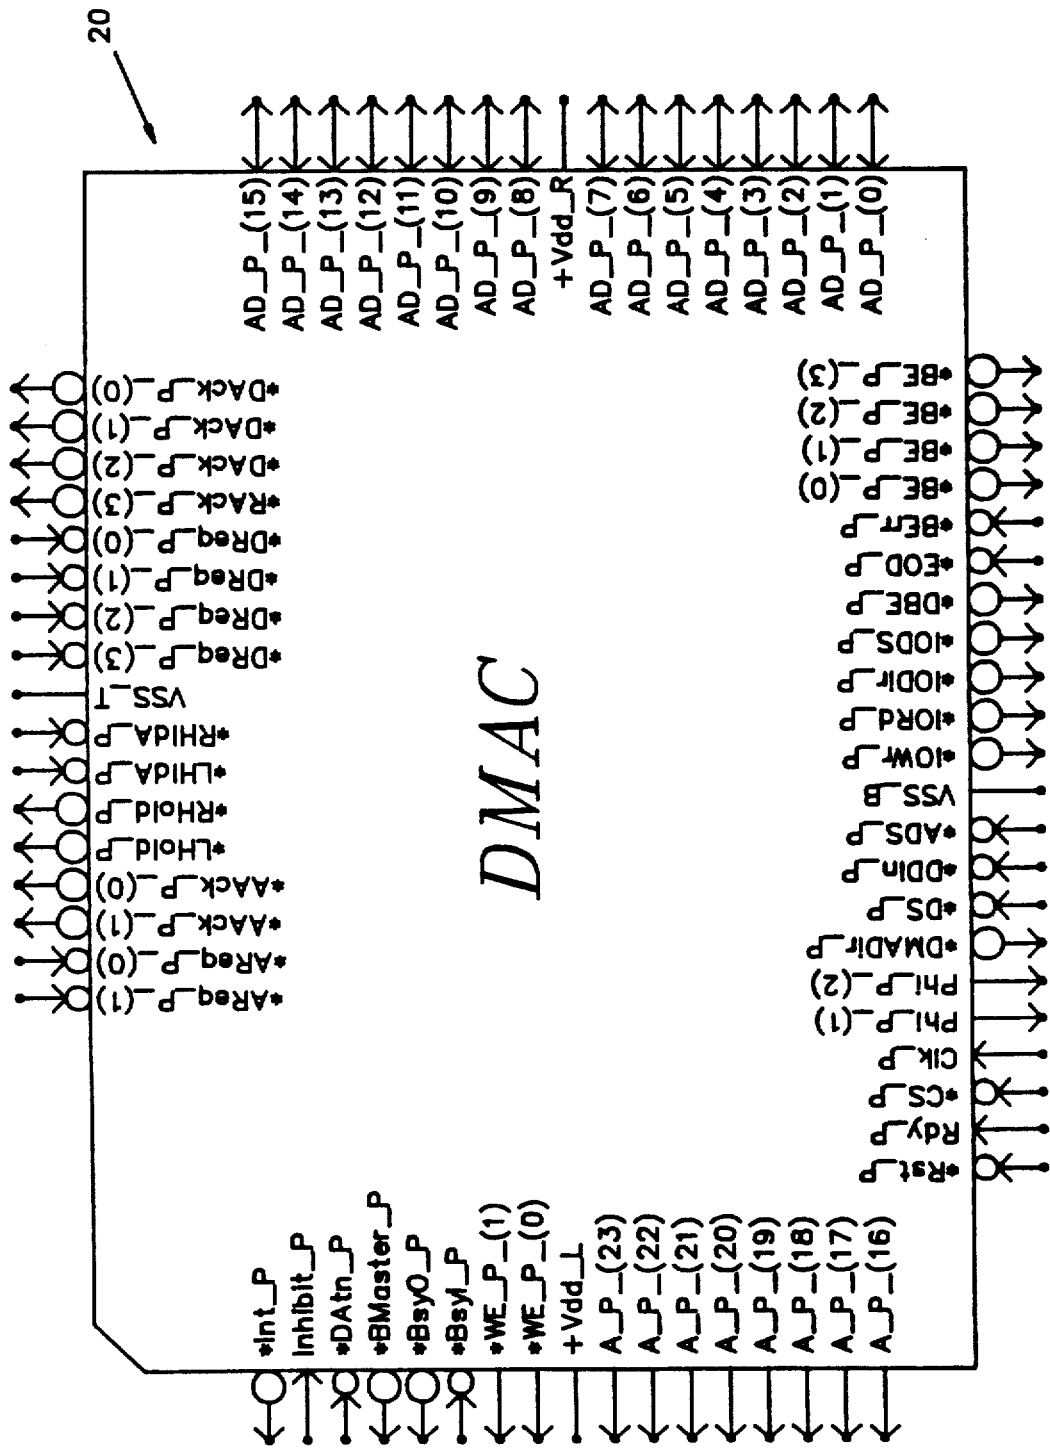 20
AD_P_(15)
AD_P_(14)
AD_P_(13)
AD_P_(12)
AD_P_(11)
AD_P_(10)
AD_P_(9)
AD_P_(8)
+Vdd_R
AD_P_(7)
AD_P_(6)
AD_P_(5)
AD_P_(4)
AD_P_(3)
AD_P_(2)
AD_P_(1)
AD_P_(0)
*DAck_P_(0)
*DAck_P_(1)
*DAck_P_(2)
*RAck_P_(3)
*DReq_P_(0)
*DReq_P_(1)
*DReq_P_(2)
*DReq_P_(3)
VSS_T
*RHldA_P
*LHldA_P
*RHold_P
*LHold_P
*AAck_P_(0)
*AAck_P_(1)
*AReq_P_(0)
*AReq_P_(1)
DMAC
*BE_P_(3)
*BE_P_(2)
*BE_P_(1)
*BE_P_(0)
*BErr_P
*EOD_P
*DBE_P
*IODS_P
*IODir_P
*IORd_P
*IOWr_P
VSS_B
*ADS_P
*DDin_P
*DS_P
*DMADir_P
Phi_P_(2)
Phi_P_(1)
Clk_P
*CS_P
Rdy_P
*Rst_P
*Int_P
Inhibit_P
*DAtn_P
*BMaster_P
*BsyO_P
*BsyI_P
*WE_P_(1)
*WE_P_(0)
+Vdd_L
A_P_(23)
A_P_(22)
A_P_(21)
A_P_(20)
A_P_(19)
A_P_(18)
A_P_(17)
A_P_(16)